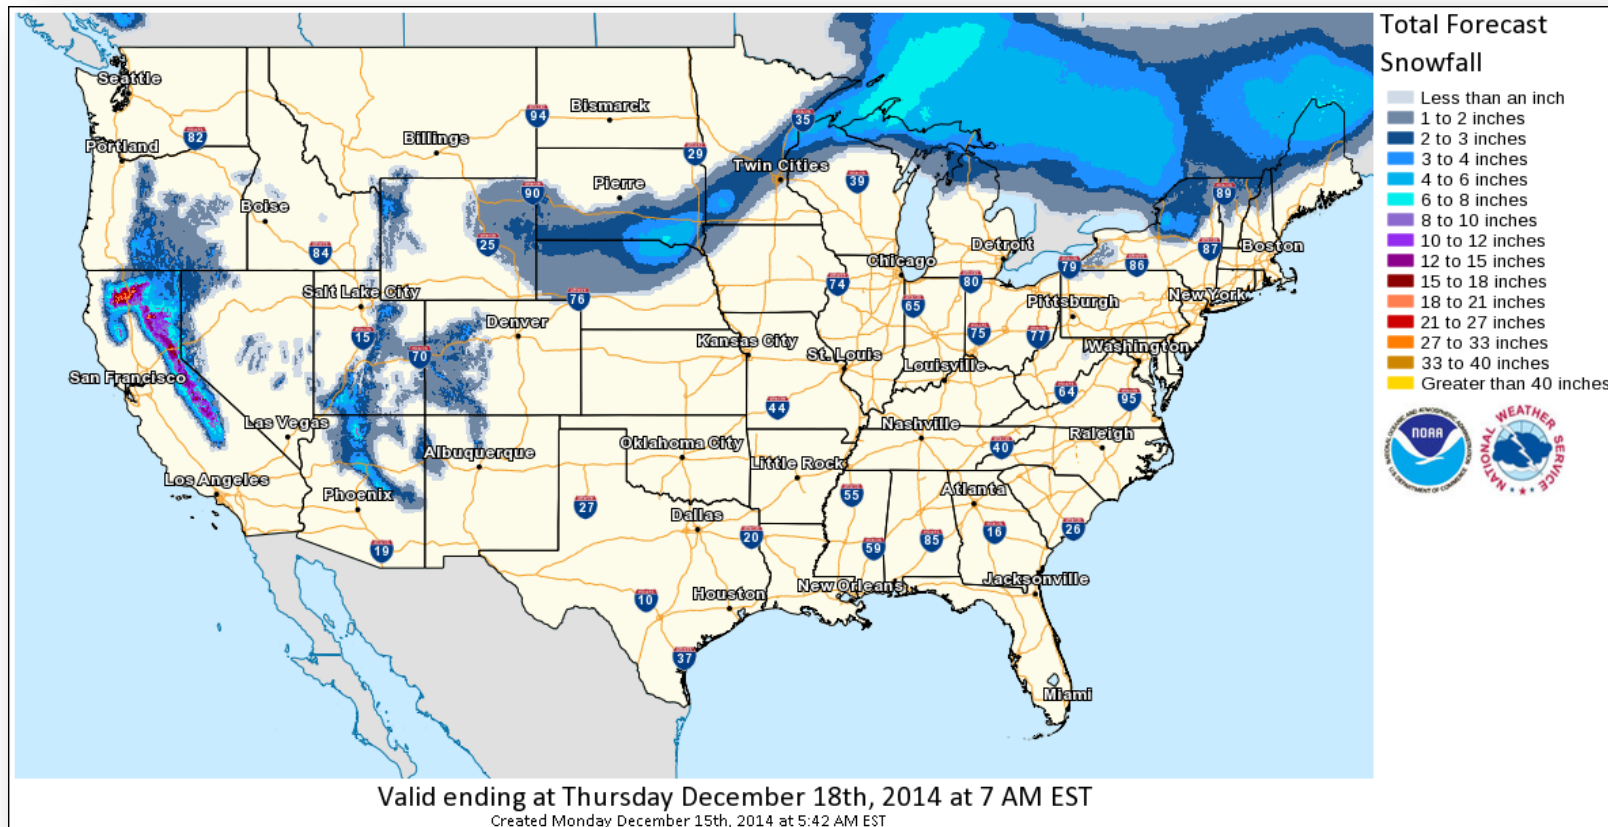 Total Forecast
Snowfall
Less than an inch
1 to 2 inches
2 to 3 inches
3 to 4 inches
4 to 6 inches
6 to 8 inches
8 to 10 inches
10 to 12 inches
12 to 15 inches
15 to 18 inches
18 to 21 inches
21 to 27 inches
27 to 33 inches
33 to 40 inches
Greater than 40 inches
NOAA
NATIONAL OCEANIC AND ATMOSPHERIC ADMINISTRATION
U.S. DEPARTMENT OF COMMERCE
NATIONAL WEATHER SERVICE
Seattle
94
Bismarck
35
82
Billings
Portland
29
Twin Cities
Pierre
90
39
89
Boise
25
84
Detroit
87
Boston
Chicago
79
86
74
80
Salt Lake City
76
65
Pittsburgh
New York
Denver
15
75
77
70
Kansas City
St. Louis
Washington
Louisville
San Francisco
64
95
44
Las Vegas
Nashville
Raleigh
Oklahoma City
40
Albuquerque
Little Rock
Los Angeles
Phoenix
55
Atlanta
27
Dallas
20
16
26
19
59
85
New Orleans
Jacksonville
10
Houston
37
Miami
Valid ending at Thursday December 18th, 2014 at 7 AM EST
Created Monday December 15th, 2014 at 5:42 AM EST